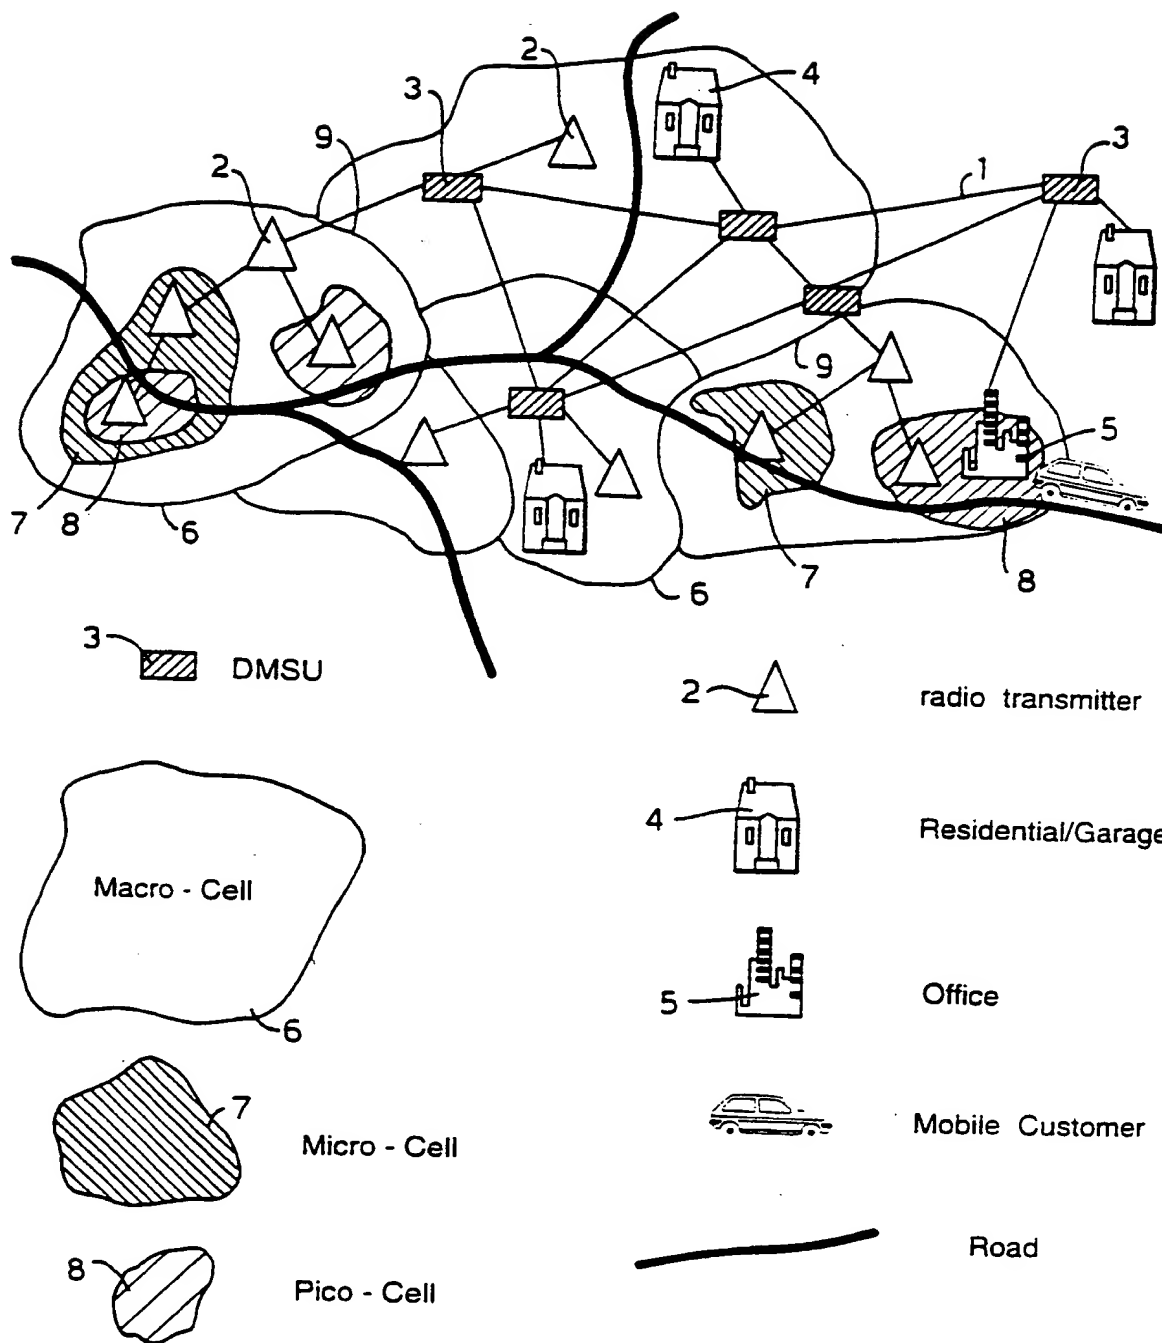 2
4
3
3
9
1
2
9
5
7
8
6
7
8
6
3
DMSU
2
radio transmitter
4
Residential/Garage
Macro - Cell
5
Office
6
7
Micro - Cell
Mobile Customer
8
Pico - Cell
Road